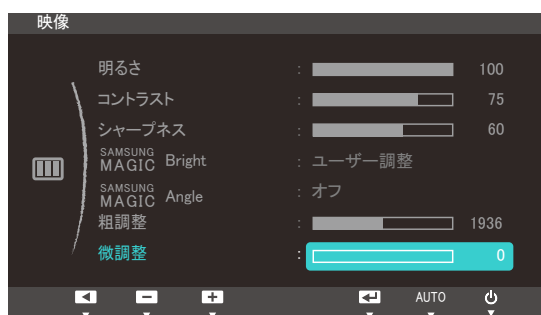 映像
明るさ : 100
コントラスト : 75
シャープネス : 60
SAMSUNG MAGIC Bright : ユーザー調整
SAMSUNG MAGIC Angle : オフ
粗調整 : 1936
微調整 : 0
AUTO